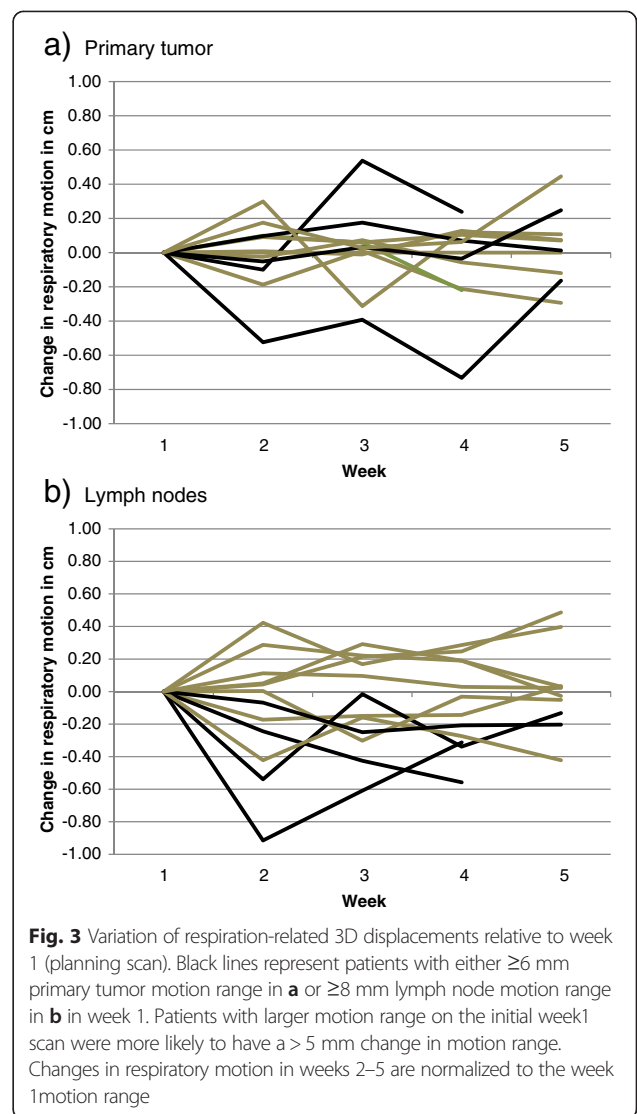 a) Primary tumor
1.00
0.80
0.60
0.40
0.20
0.00
-0.20
-0.40
-0.60
-0.80
-1.00
Change in respiratory motion in cm
1 2 3 4 5
Week
b) Lymph nodes
1.00
0.80
0.60
0.40
0.20
0.00
-0.20
-0.40
-0.60
-0.80
-1.00
Change in respiratory motion in cm
1 2 3 4 5
Week
Fig. 3 Variation of respiration-related 3D displacements relative to week
1 (planning scan). Black lines represent patients with either ≥6 mm
primary tumor motion range in a or ≥8 mm lymph node motion range
in b in week 1. Patients with larger motion range on the initial week1
scan were more likely to have a > 5 mm change in motion range.
Changes in respiratory motion in weeks 2–5 are normalized to the week
1motion range